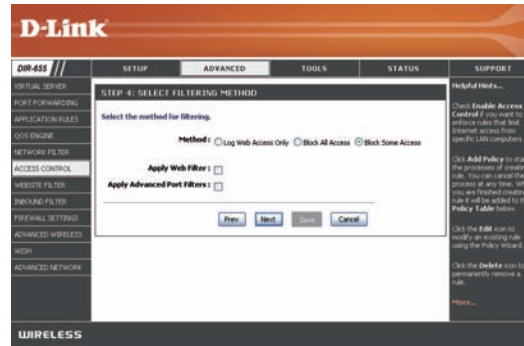 D-Link
DIR-655
SETUP
ADVANCED
TOOLS
STATUS
SUPPORT
VIRTUAL SERVER
PORT FORWARDING
APPLICATION RULES
QOS ENGINE
NETWORK FILTER
ACCESS CONTROL
WEBSITE FILTER
INBOUND FILTER
FIREWALL SETTINGS
ADVANCED WIRELESS
WISH
ADVANCED NETWORK
STEP 4: SELECT FILTERING METHOD
Select the method for filtering.
Method : Log Web Access Only Block All Access Block Some Access
Apply Web Filter :
Apply Advanced Port Filters :
Prev Next Save Cancel
Helpful Hints...
Check Enable Access
Control if you want to
enforce rules that limit
Internet access from
specific LAN computers
Click Add Policy to sta
the processes of creatin
rule. You can cancel the
process at any time. Wh
you are finished creatin
rule it will be added to t
Policy Table below.
Click the Edit icon to
modify an existing rule
using the Policy Wizard.
Click the Delete icon to
permanently remove a
rule.
More...
WIRELESS